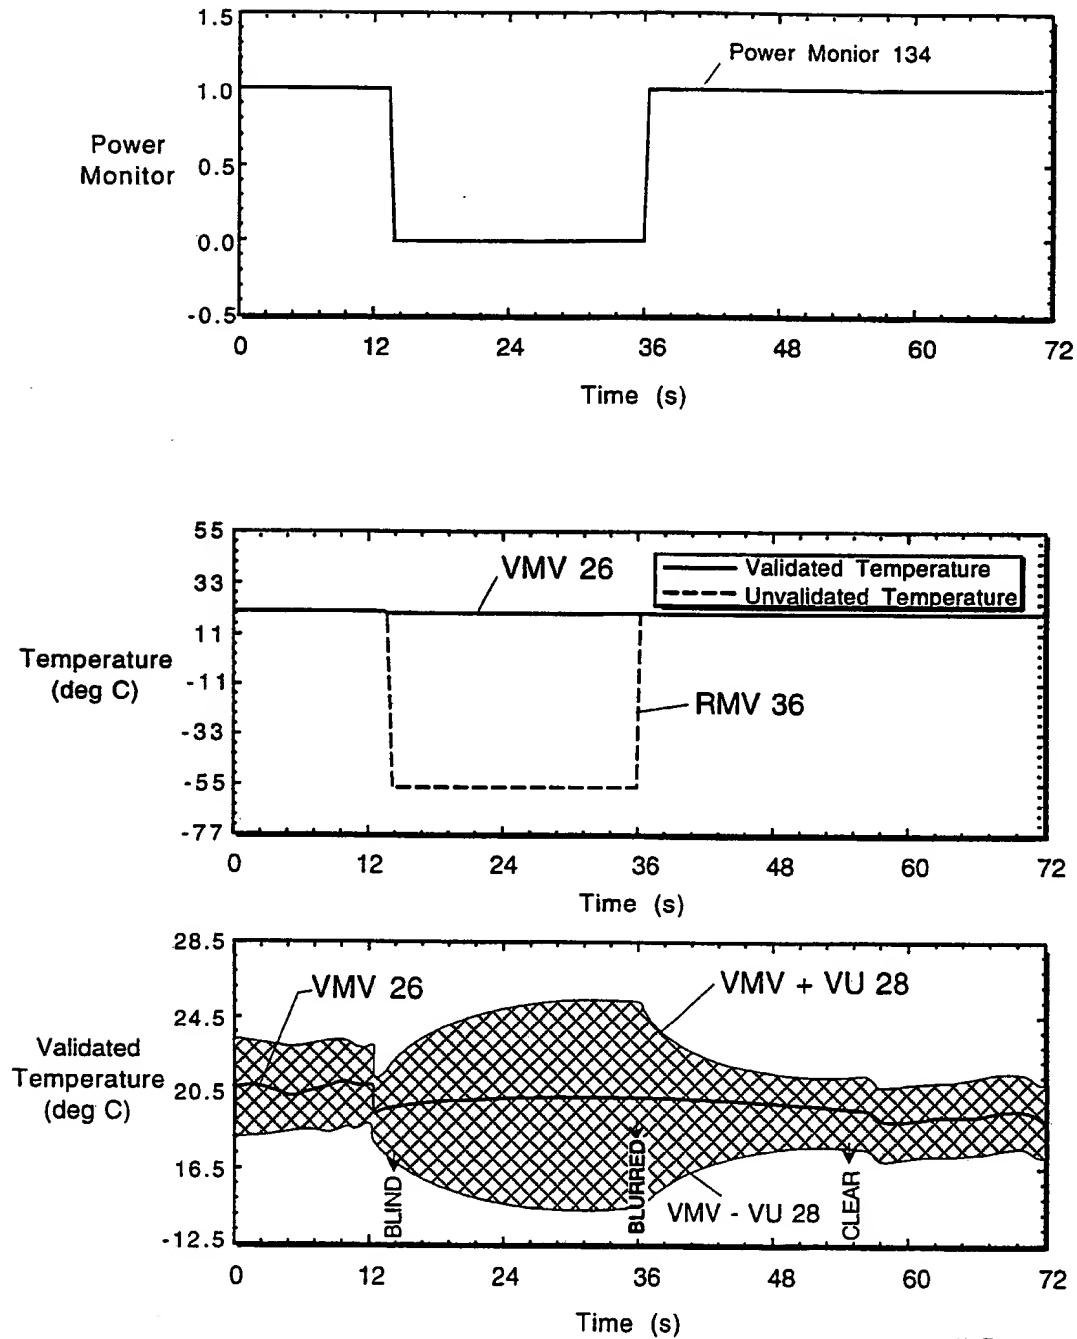 1.5
Power Monior 134
1.0
Power
Monitor
0.5
0.0
-0.5
0 12 24 36 48 60 72
Time (s)
55
VMV 26
Validated Temperature
33
Unvalidated Temperature
11
Temperature
(deg C)
-11
RMV 36
-33
-55
-77
0 12 24 36 48 60 72
Time (s)
28.5
VMV 26
VMV + VU 28
24.5
Validated
Temperature
(deg C)
20.5
16.5
BLIND
BLURRED
CLEAR
VMV - VU 28
-12.5
0 12 24 36 48 60 72
Time (s)